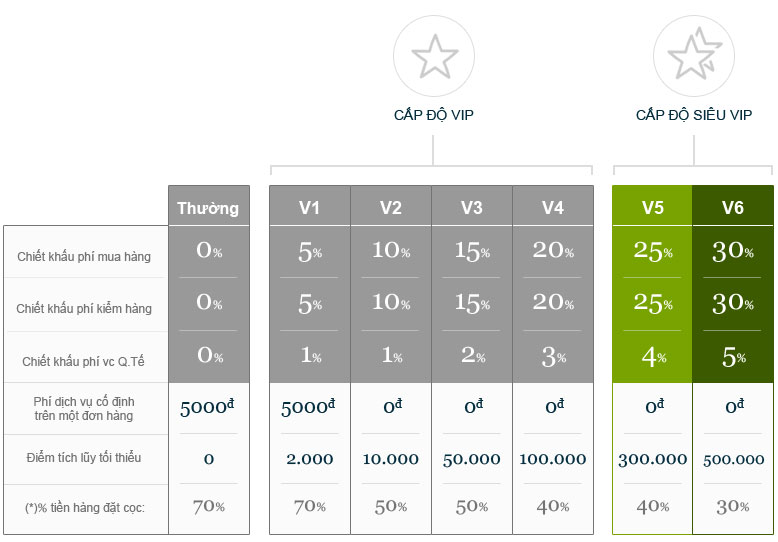 CẤP ĐỘ VIP CẤP ĐỘ SIÊU VIP
Thường V1 V2 V3 V4 V5 V6
Chiết khấu phí mua hàng 0% 5% 10% 15% 20% 25% 30%
Chiết khấu phí kiểm hàng 0% 5% 10% 15% 20% 25% 30%
Chiết khấu phí vc Q.Tế 0% 1% 1% 2% 3% 4% 5%
Phí dịch vụ cố định
trên một đơn hàng 5000đ 5000đ 0đ 0đ 0đ 0đ 0đ
Điểm tích lũy tối thiểu 0 2.000 10.000 50.000 100.000 300.000 500.000
(*)% tiền hàng đặt cọc: 70% 70% 50% 50% 40% 40% 30%